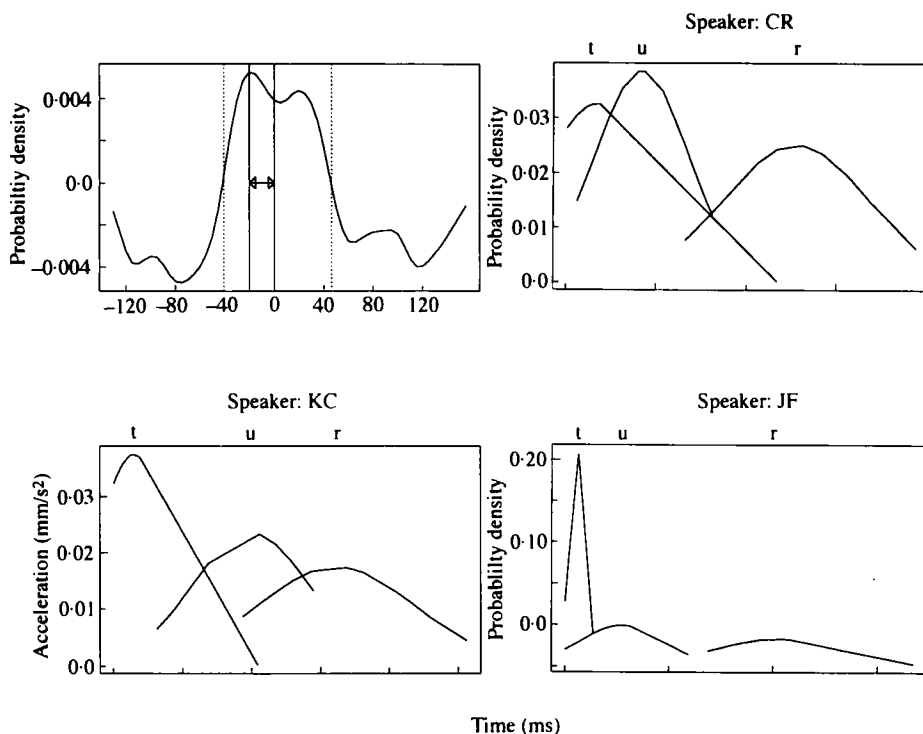 Speaker: CR
t u r
Probabiltiy density
0·004
0·0
−0·004
−120 −80 −40 0 40 80 120
Probability density
0·03
0·02
0·01
0·0
Speaker: KC
t u r
Acceleration (mm/s²)
0·03
0·02
0·01
0·0
Speaker: JF
t u r
Probablilty density
0·20
0·10
0·0
Time (ms)